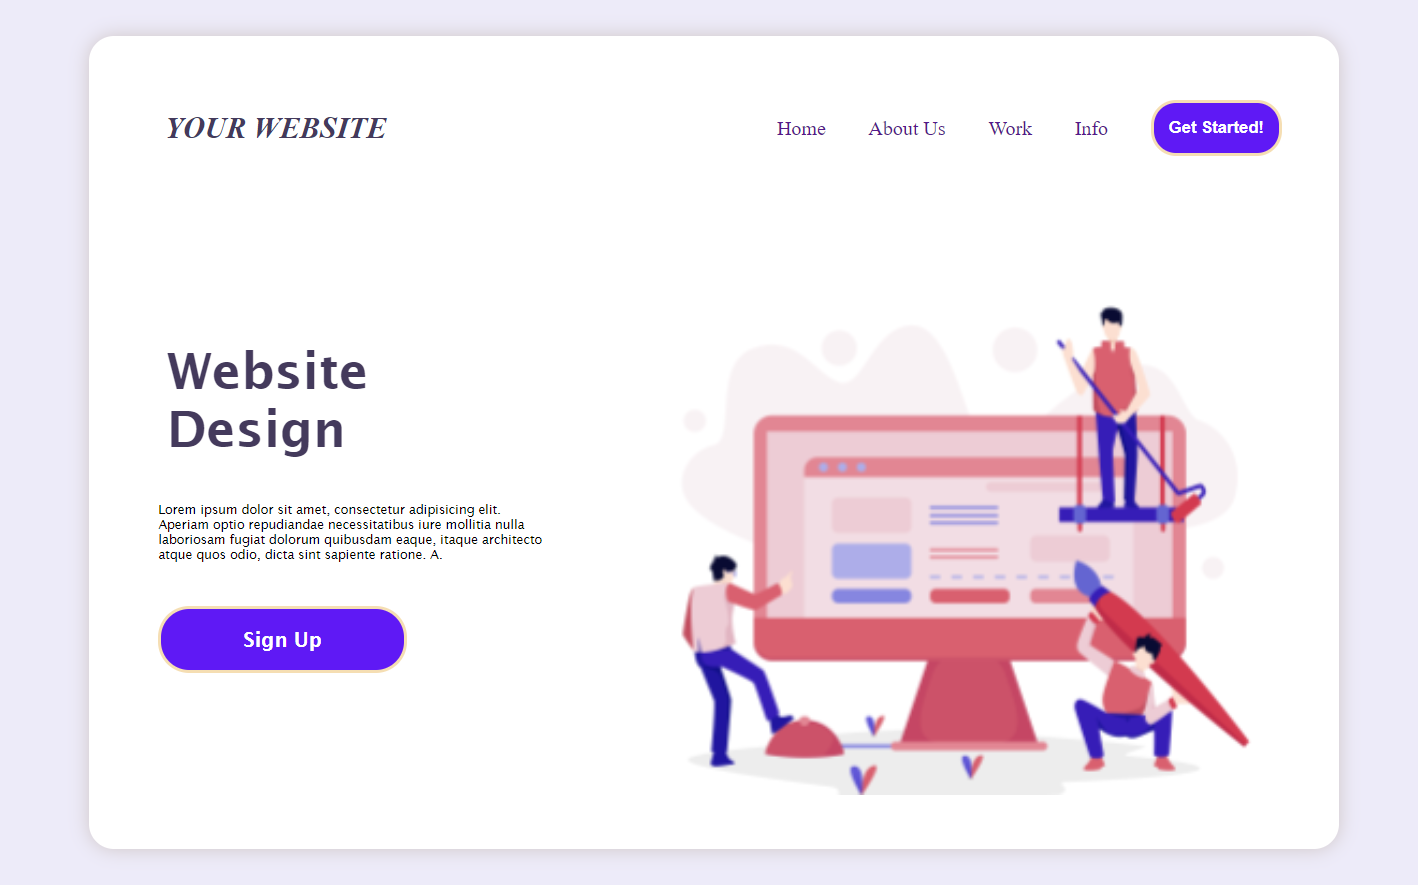 YOUR WEBSITE
Home
About Us
Work
Info
Get Started!
Website
Design
Lorem ipsum dolor sit amet, consectetur adipisicing elit.
Aperiam optio repudiandae necessitatibus iure mollitia nulla
laboriosam fugiat dolorum quibusdam eaque, itaque architecto
atque quos odio, dicta sint sapiente ratione. A.
Sign Up